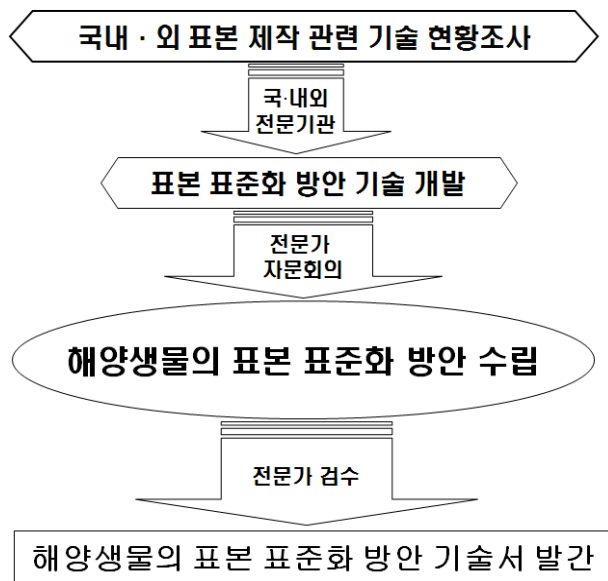 국내 · 외 표본 제작 관련 기술 현황조사
국·내외
전문기관
표본 표준화 방안 기술 개발
전문가
자문회의
해양생물의 표본 표준화 방안 수립
전문가 검수
해양생물의 표본 표준화 방안 기술서 발간